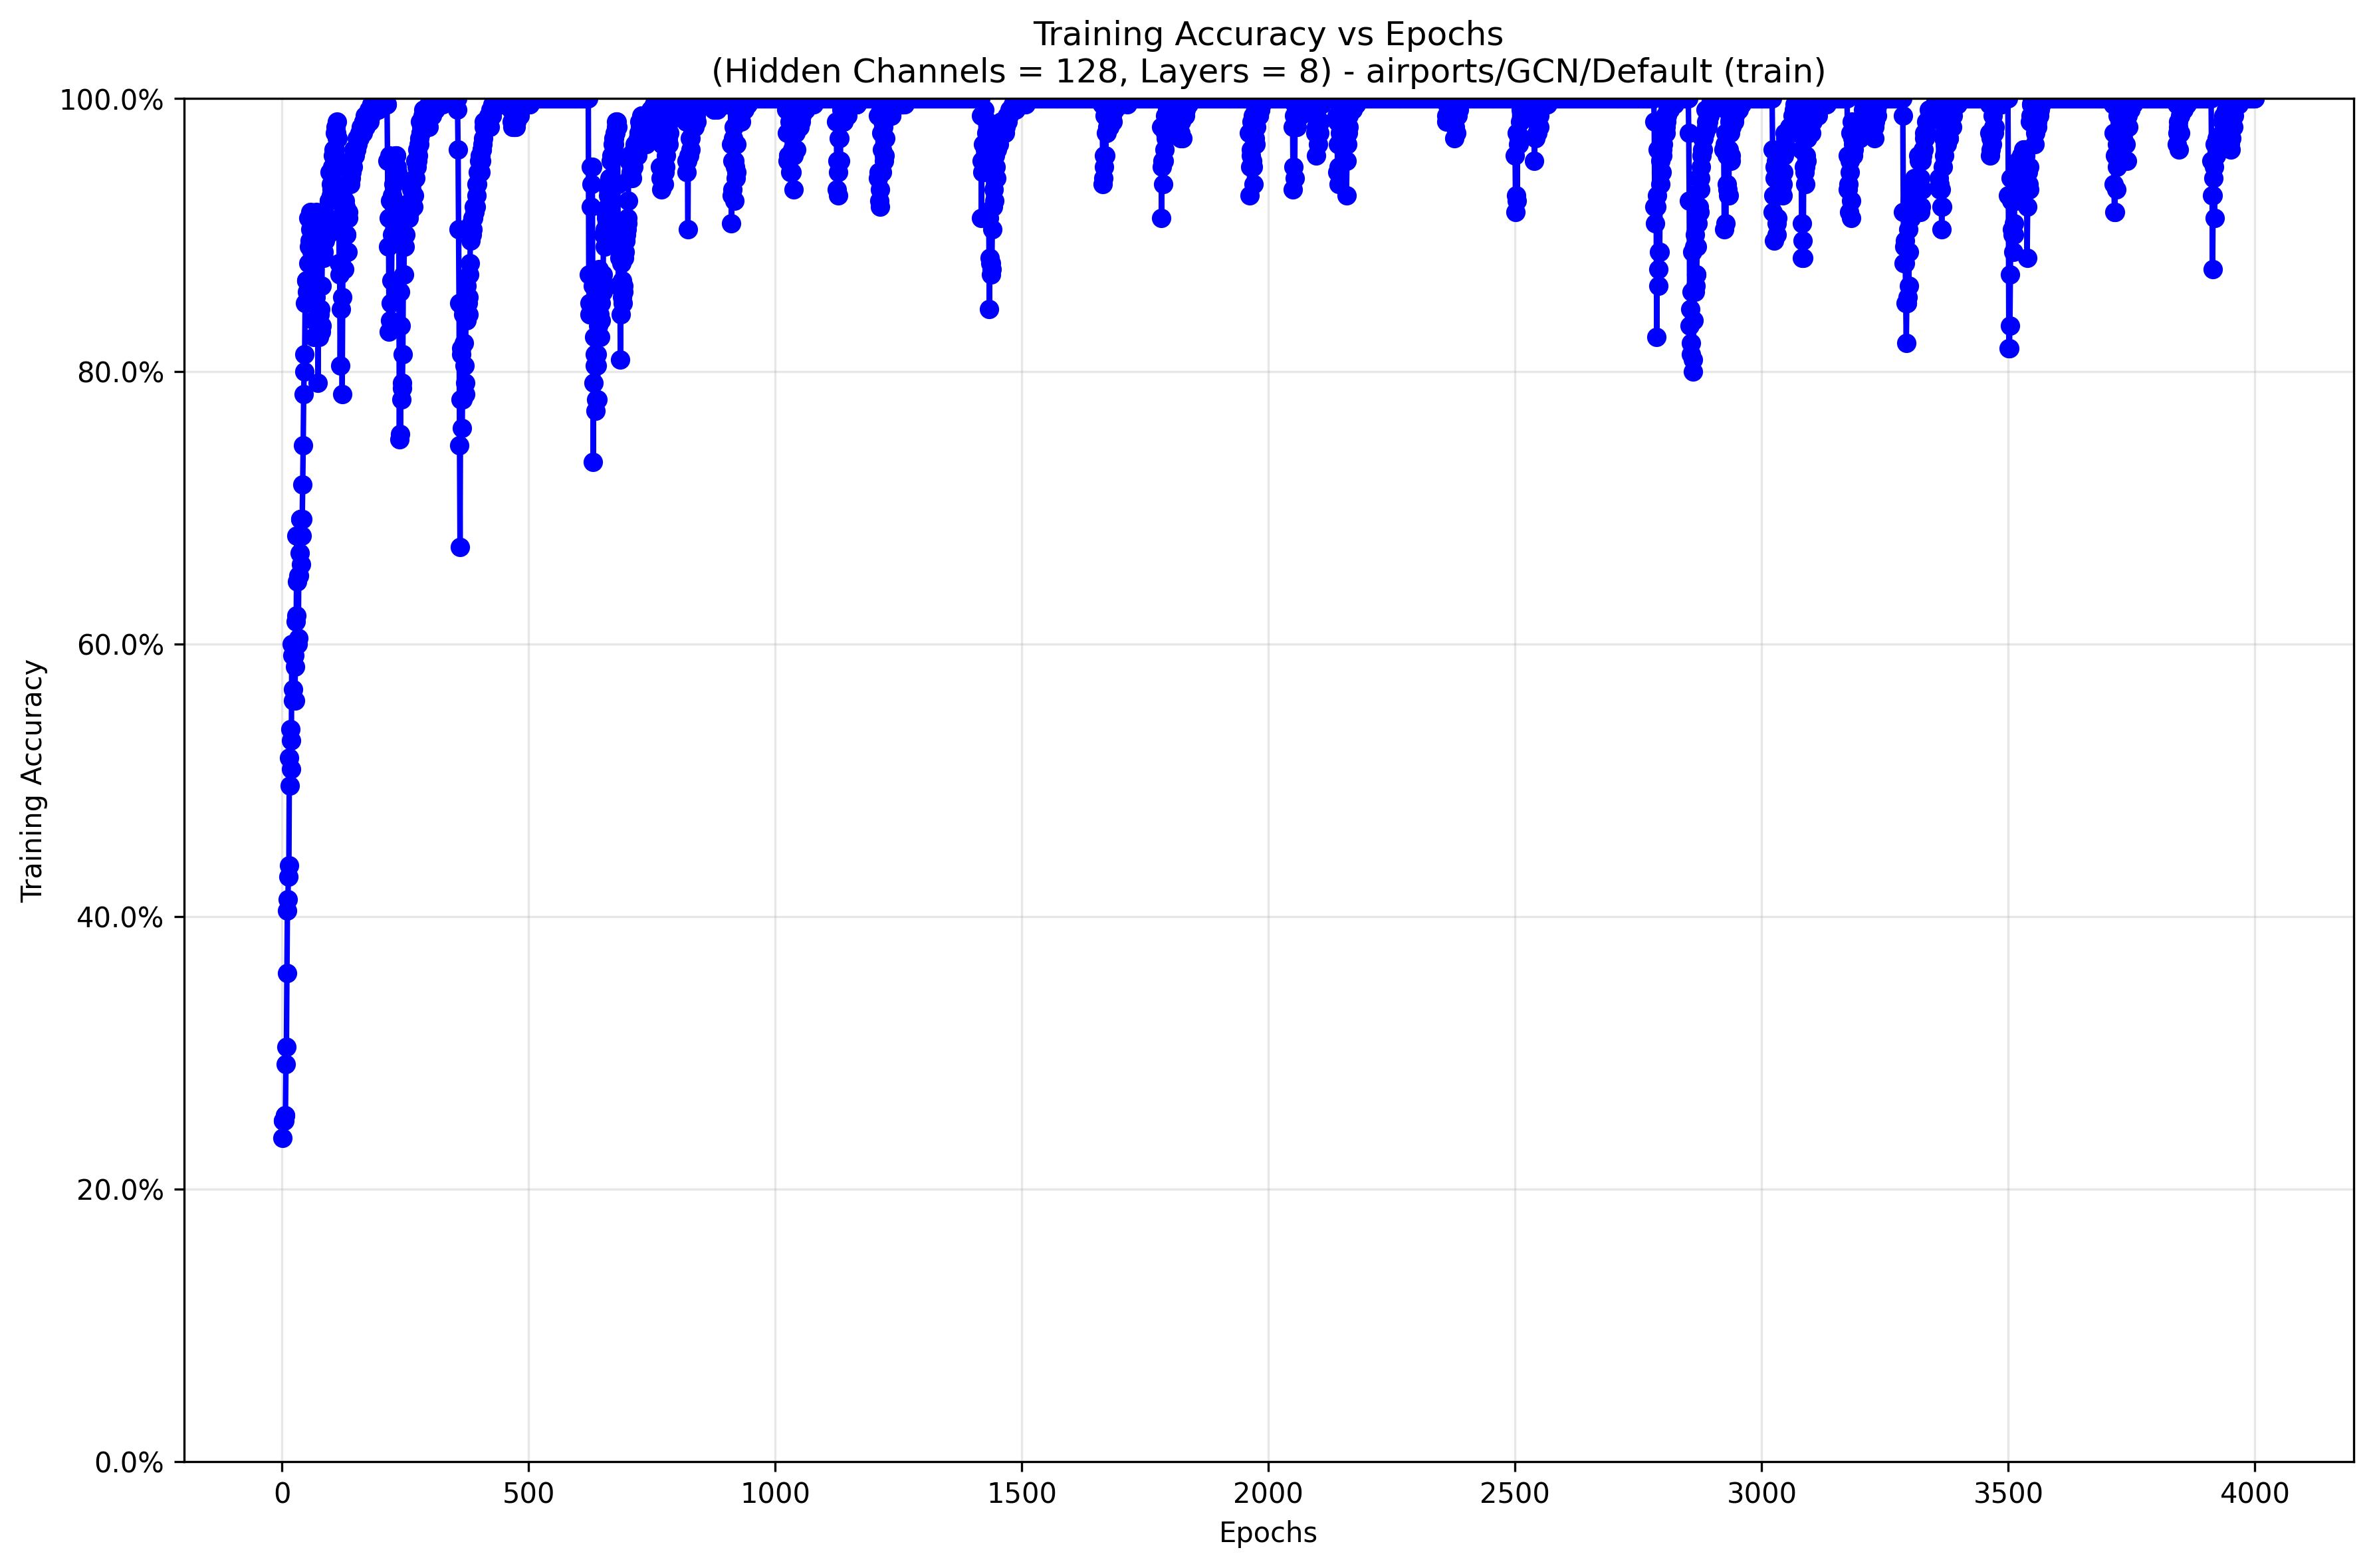 Training Accuracy vs Epochs
(Hidden Channels = 128, Layers = 8) - airports/GCN/Default (train)
100.0%
80.0%
60.0%
40.0%
20.0%
0.0%
Training Accuracy
0 500 1000 1500 2000 2500 3000 3500 4000
Epochs